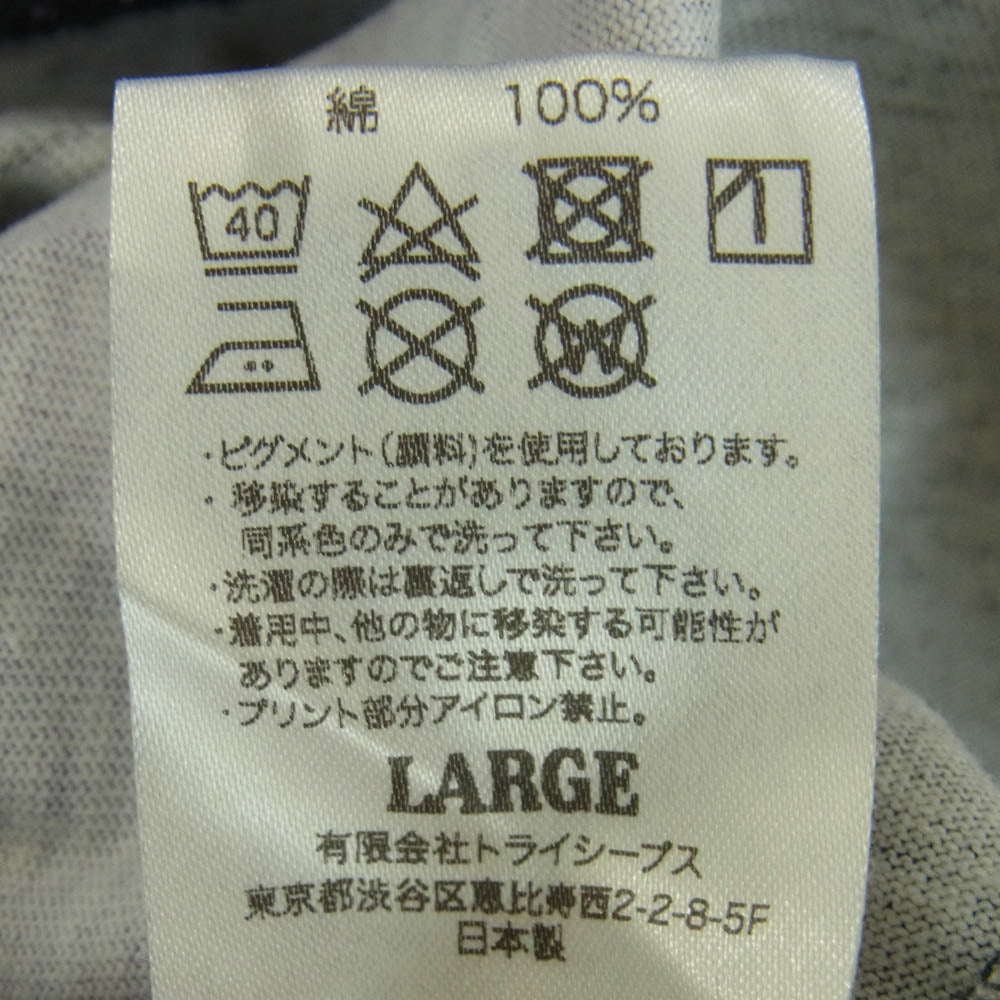 綿 100%
40
W
・ピグメント(顔料)を使用しております。
・移染することがありますので、
同系色のみで洗って下さい。
・洗濯の際は裏返しで洗って下さい。
・着用中、他の物に移染する可能性が
ありますのでご注意下さい。
・プリント部分アイロン禁止。
LARGE
有限会社トライシープス
東京都渋谷区恵比寿西2-2-8-5F
日本製